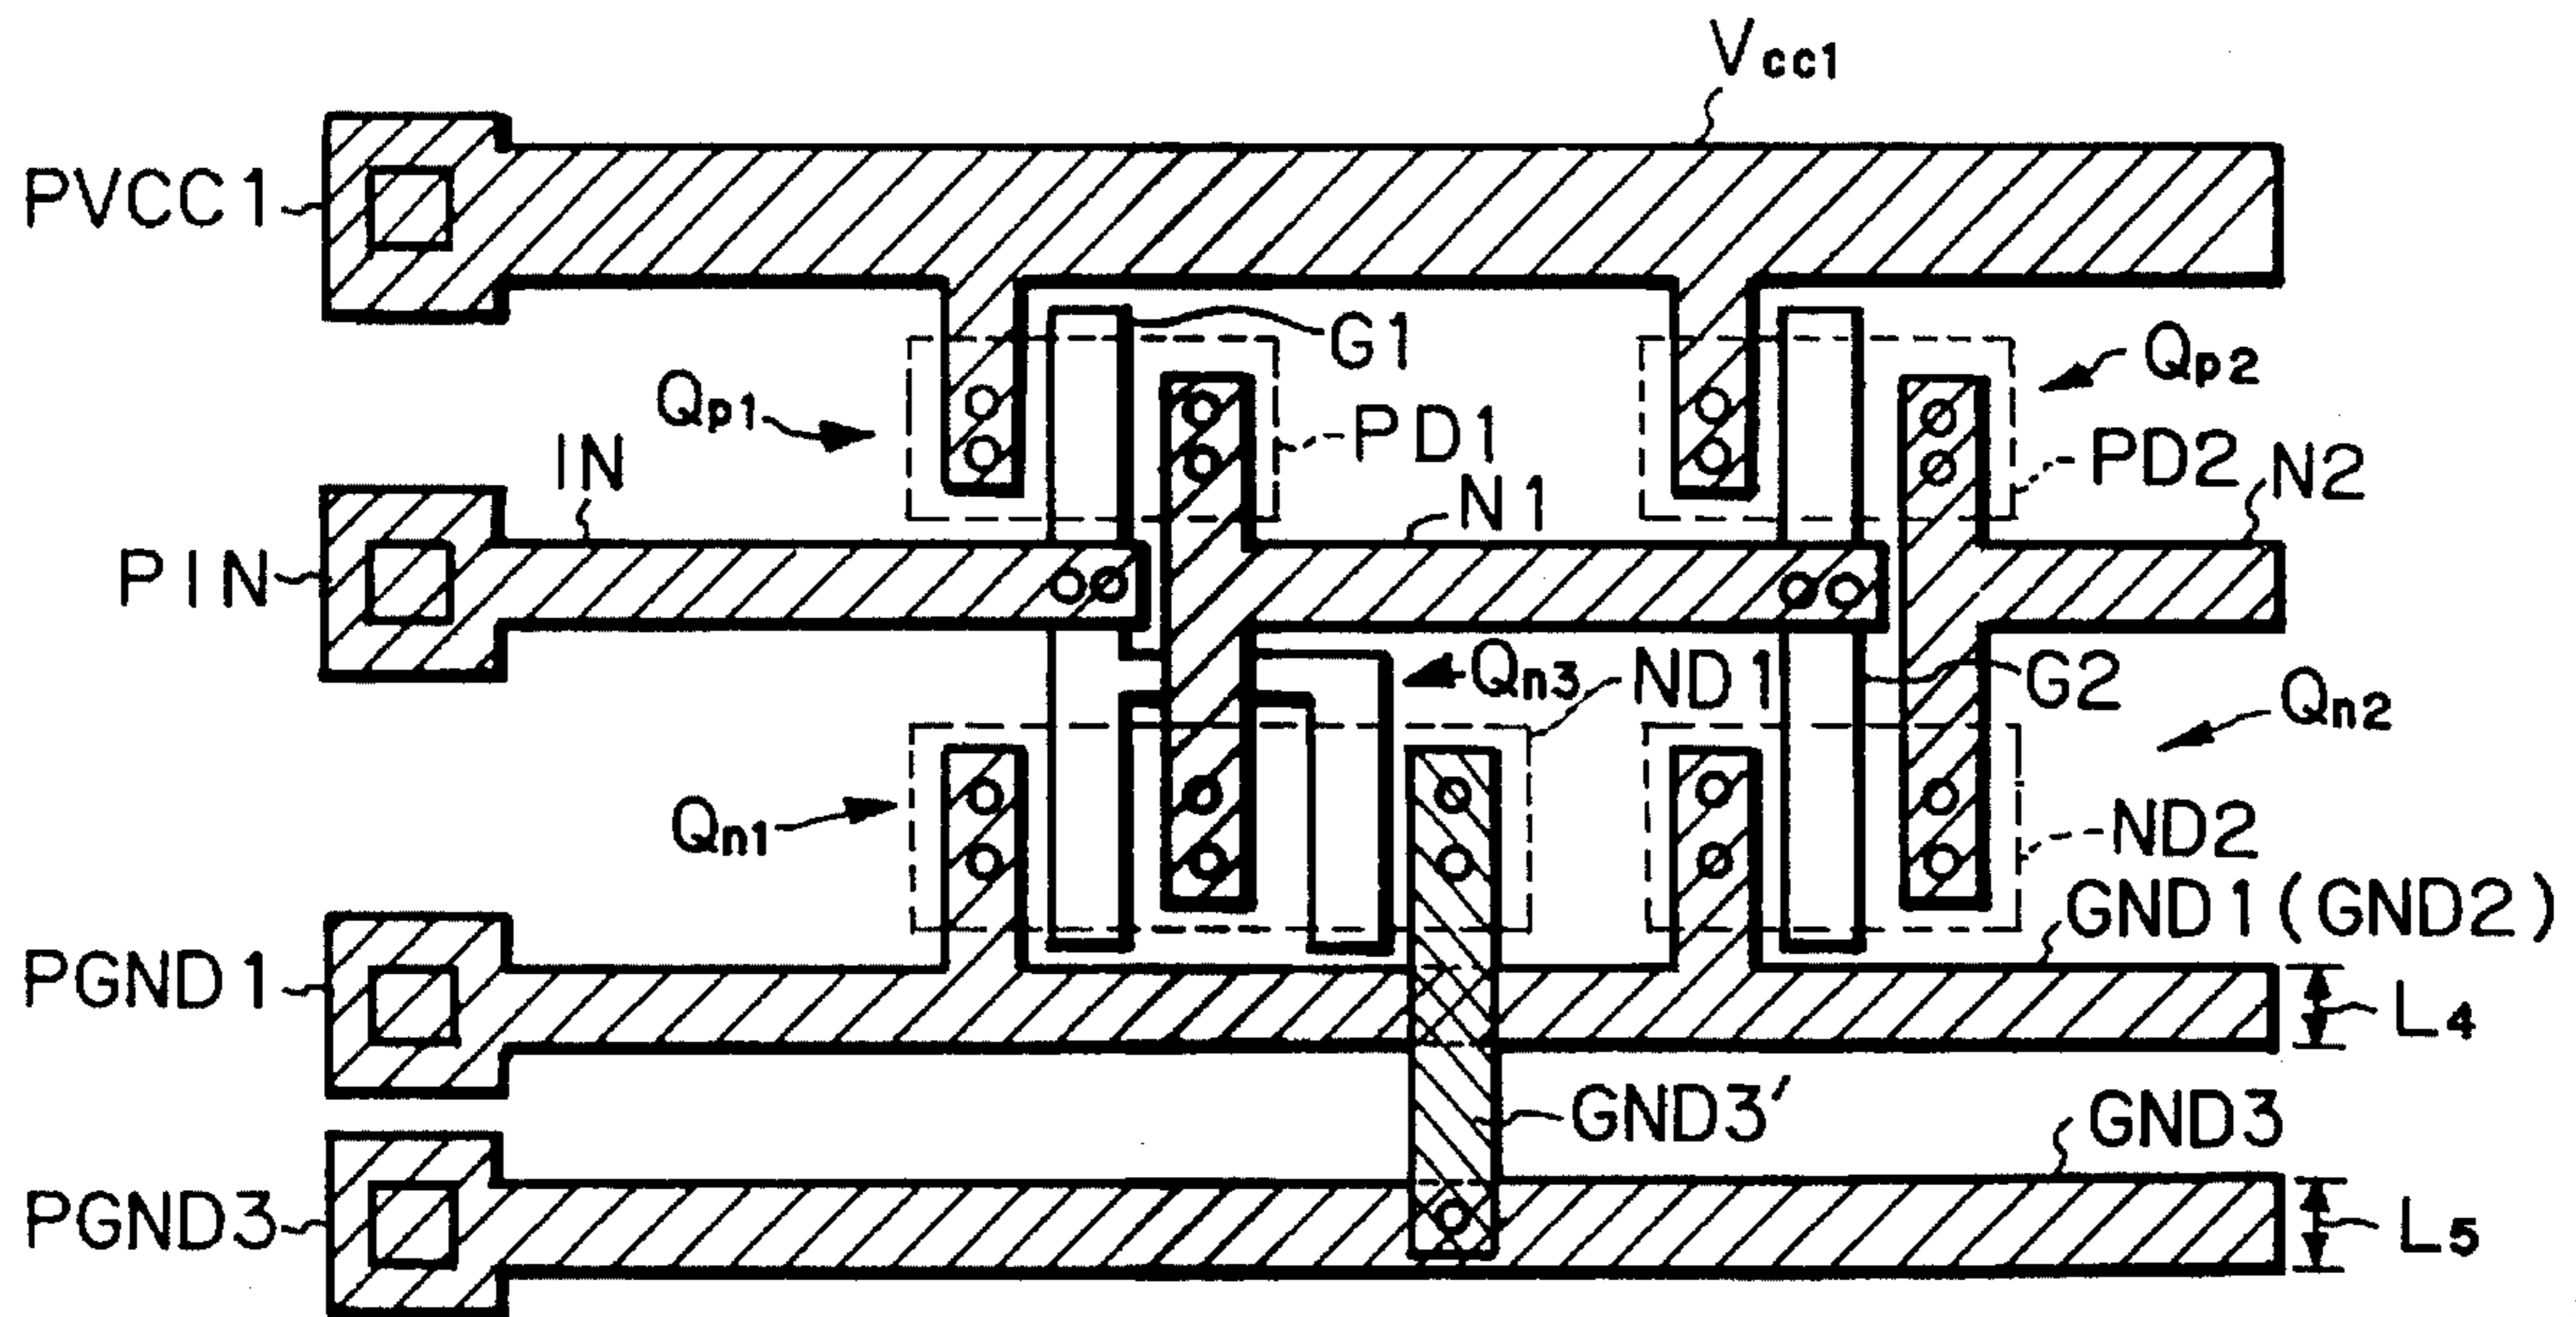 Vcc1
PVCC1
G1
Qp1
Qp2
PD1
PD2
IN
N1
N2
PIN
Qn3
ND1
G2
Qn2
Qn1
ND2
GND1(GND2)
PGND1
L4
GND3'
GND3
PGND3
L5